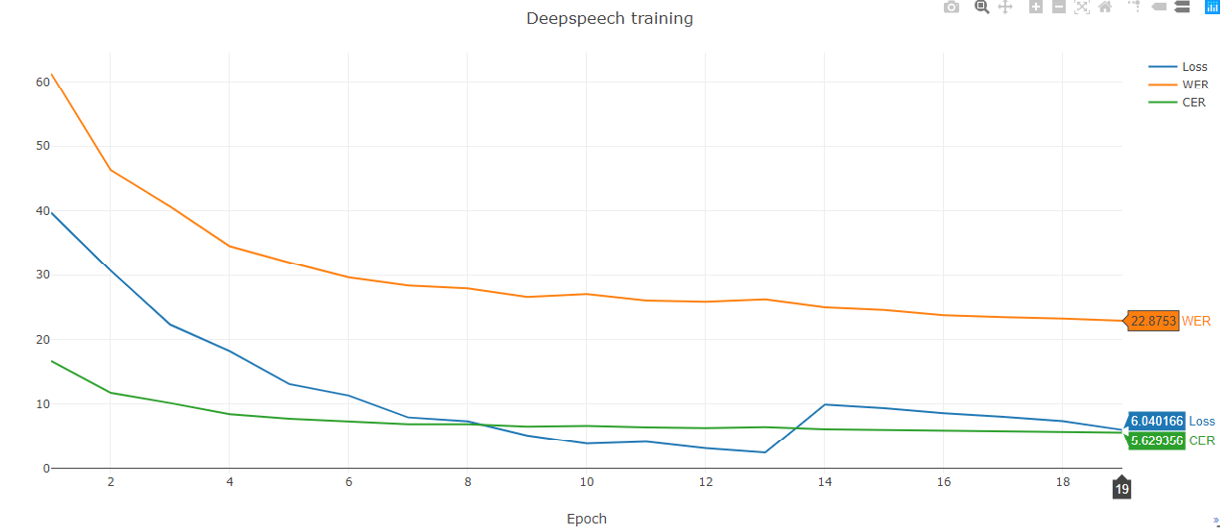 Deepspeech training
Loss
WER
CER
60
50
40
30
20
10
0
22.8753 WER
6.040166 Loss
5.629356 CER
2 4 6 8 10 12 14 16 18 19
Epoch
»